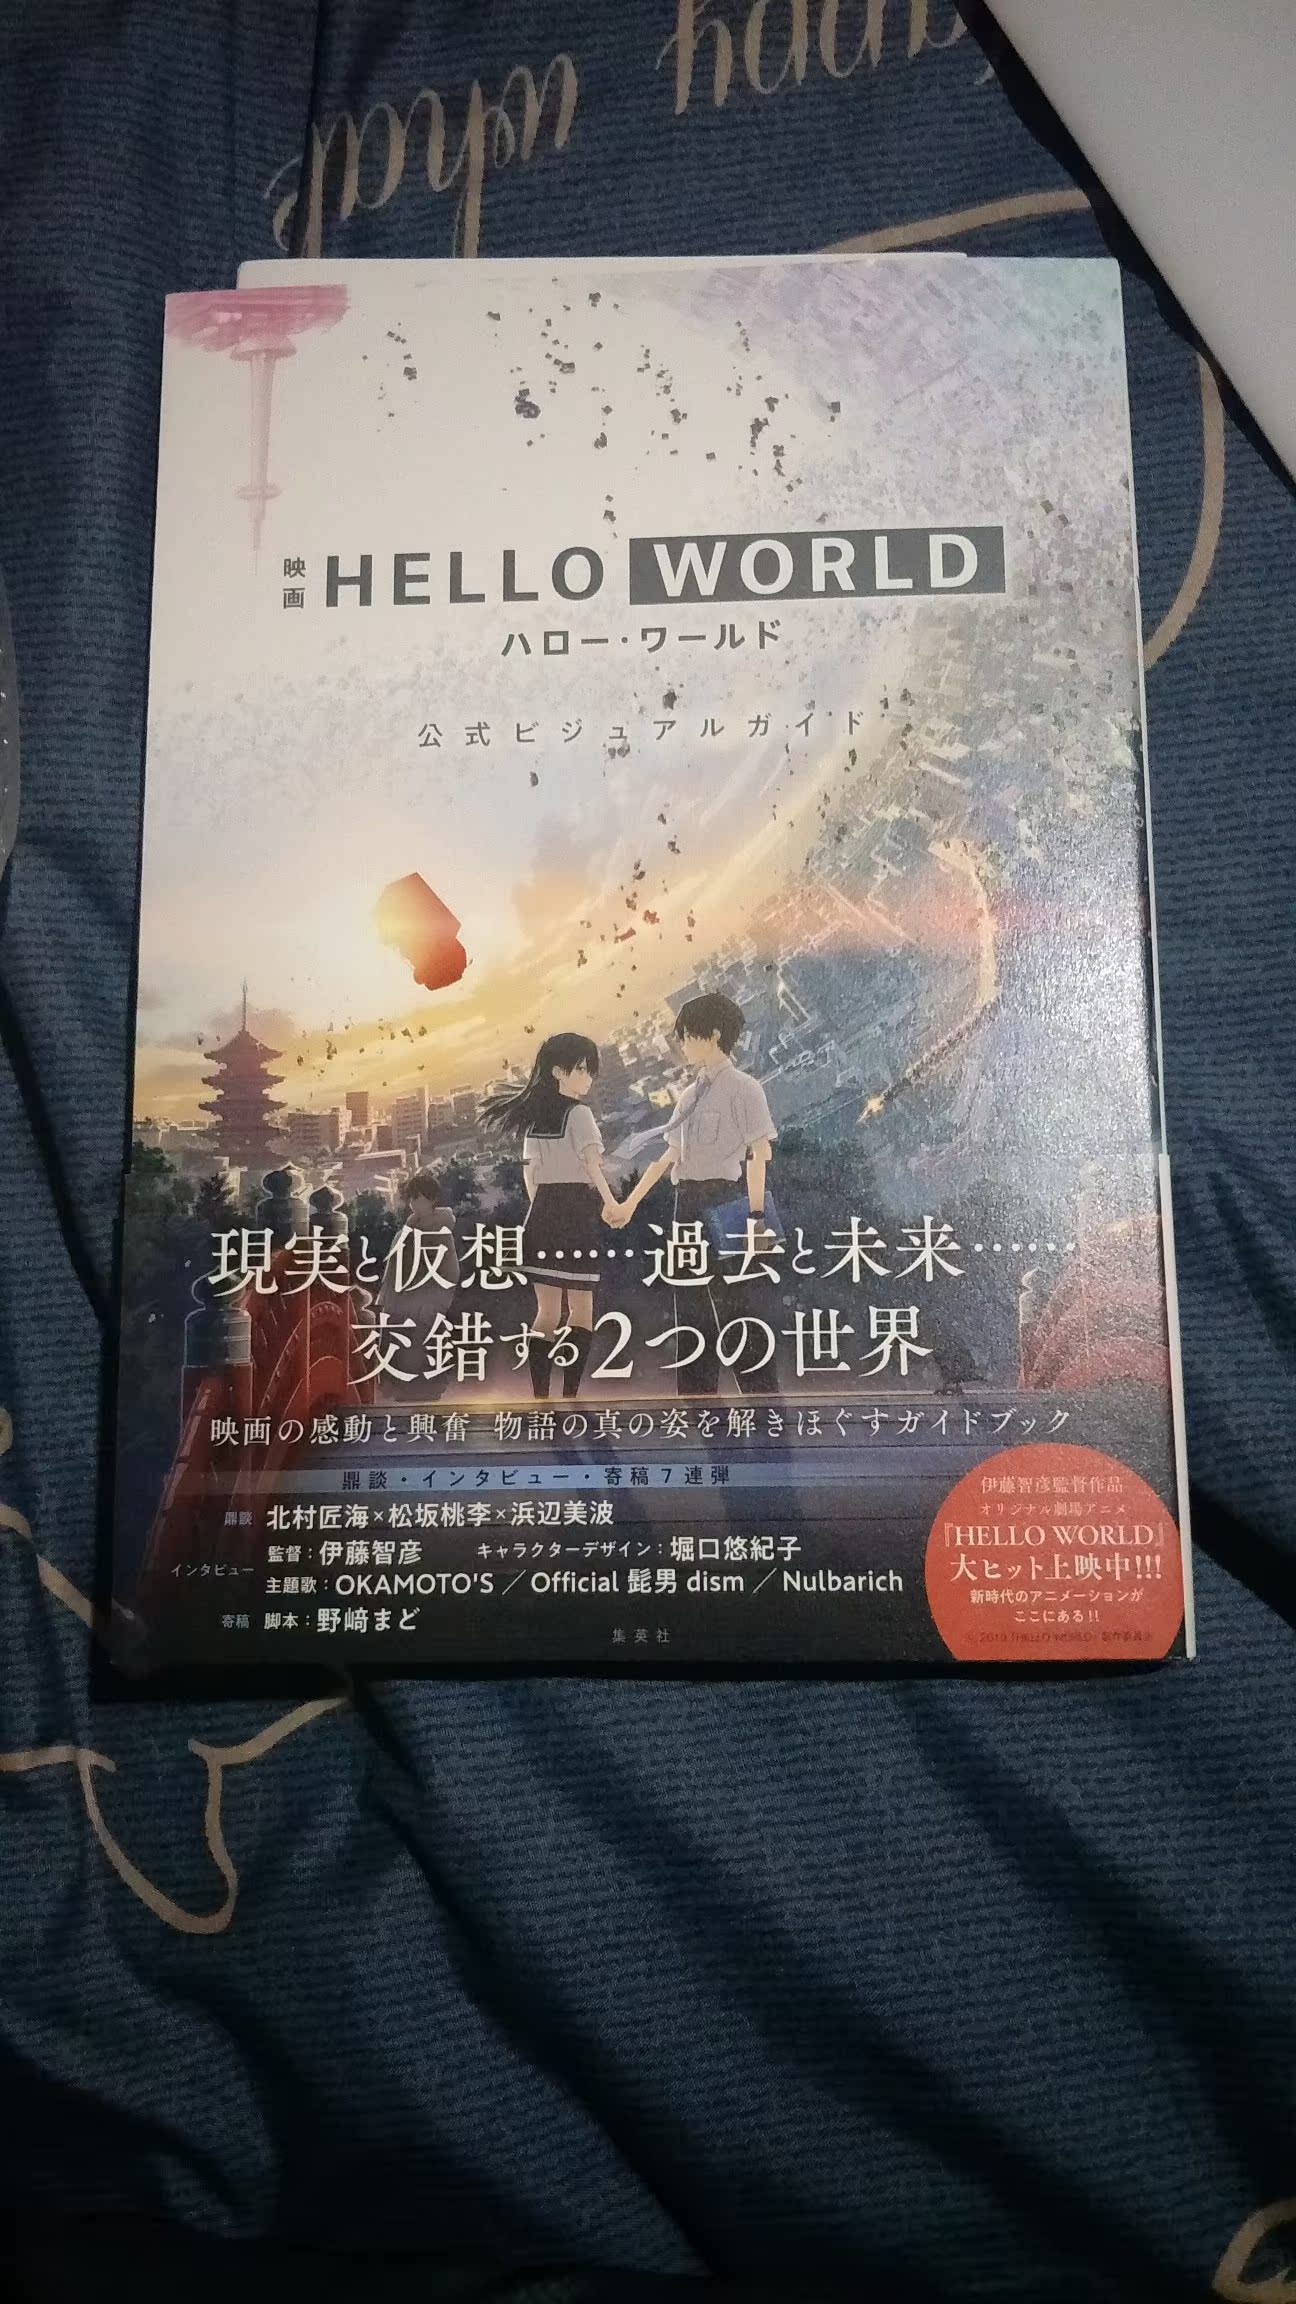 happy
what
映画 HELLO WORLD
ハロー・ワールド
公式ビジュアルガイド
現実と仮想……過去と未来……
交錯する2つの世界
映画の感動と興奮 物語の真の姿を解きほぐすガイドブック
鼎談・インタビュー・寄稿7連弾
鼎談 北村匠海×松坂桃李×浜辺美波
インタビュー 監督：伊藤智彦 キャラクターデザイン：堀口悠紀子
主題歌：OKAMOTO'S／Official髭男dism／Nulbarich
寄稿 脚本：野﨑まど
集英社
伊藤智彦監督作品
オリジナル劇場アニメ
『HELLO WORLD』
大ヒット上映中!!!
新時代のアニメーションが
ここにある!!
© 2019「HELLO WORLD」製作委員会